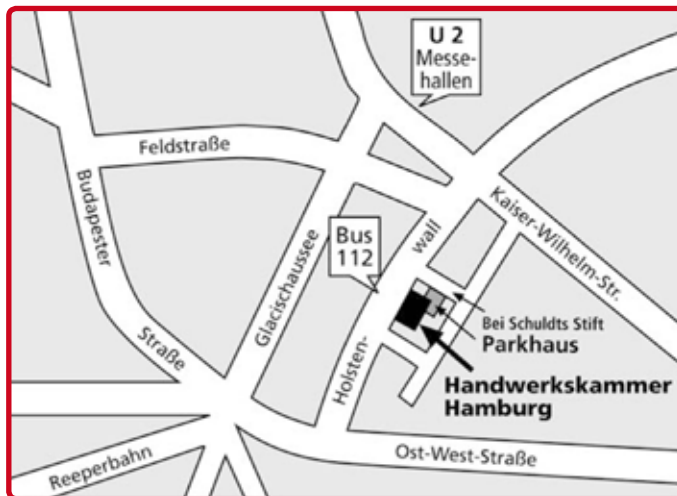 U 2
Messe-
hallen
Feldstraße
Budapester
Straße
Glacischaussee
Bus
112
wall
Holsten-
Kaiser-Wilhelm-Str.
Bei Schuldts Stift
Parkhaus
Handwerkskammer
Hamburg
Ost-West-Straße
Reeperbahn